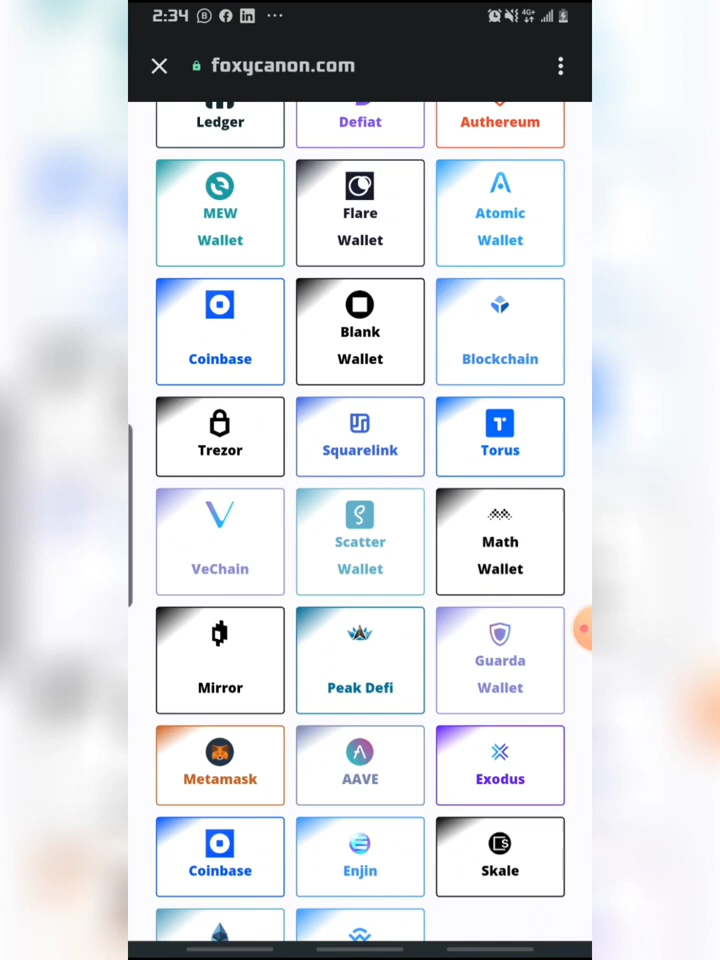 2:34
4G+
foxycanon.com
Ledger
Defiat
Authereum
MEW
Wallet
Flare
Wallet
Atomic
Wallet
Coinbase
Blank
Wallet
Blockchain
Trezor
Squarelink
Torus
VeChain
Scatter
Wallet
Math
Wallet
Mirror
Peak Defi
Guarda
Wallet
Metamask
AAVE
Exodus
Coinbase
Enjin
Skale